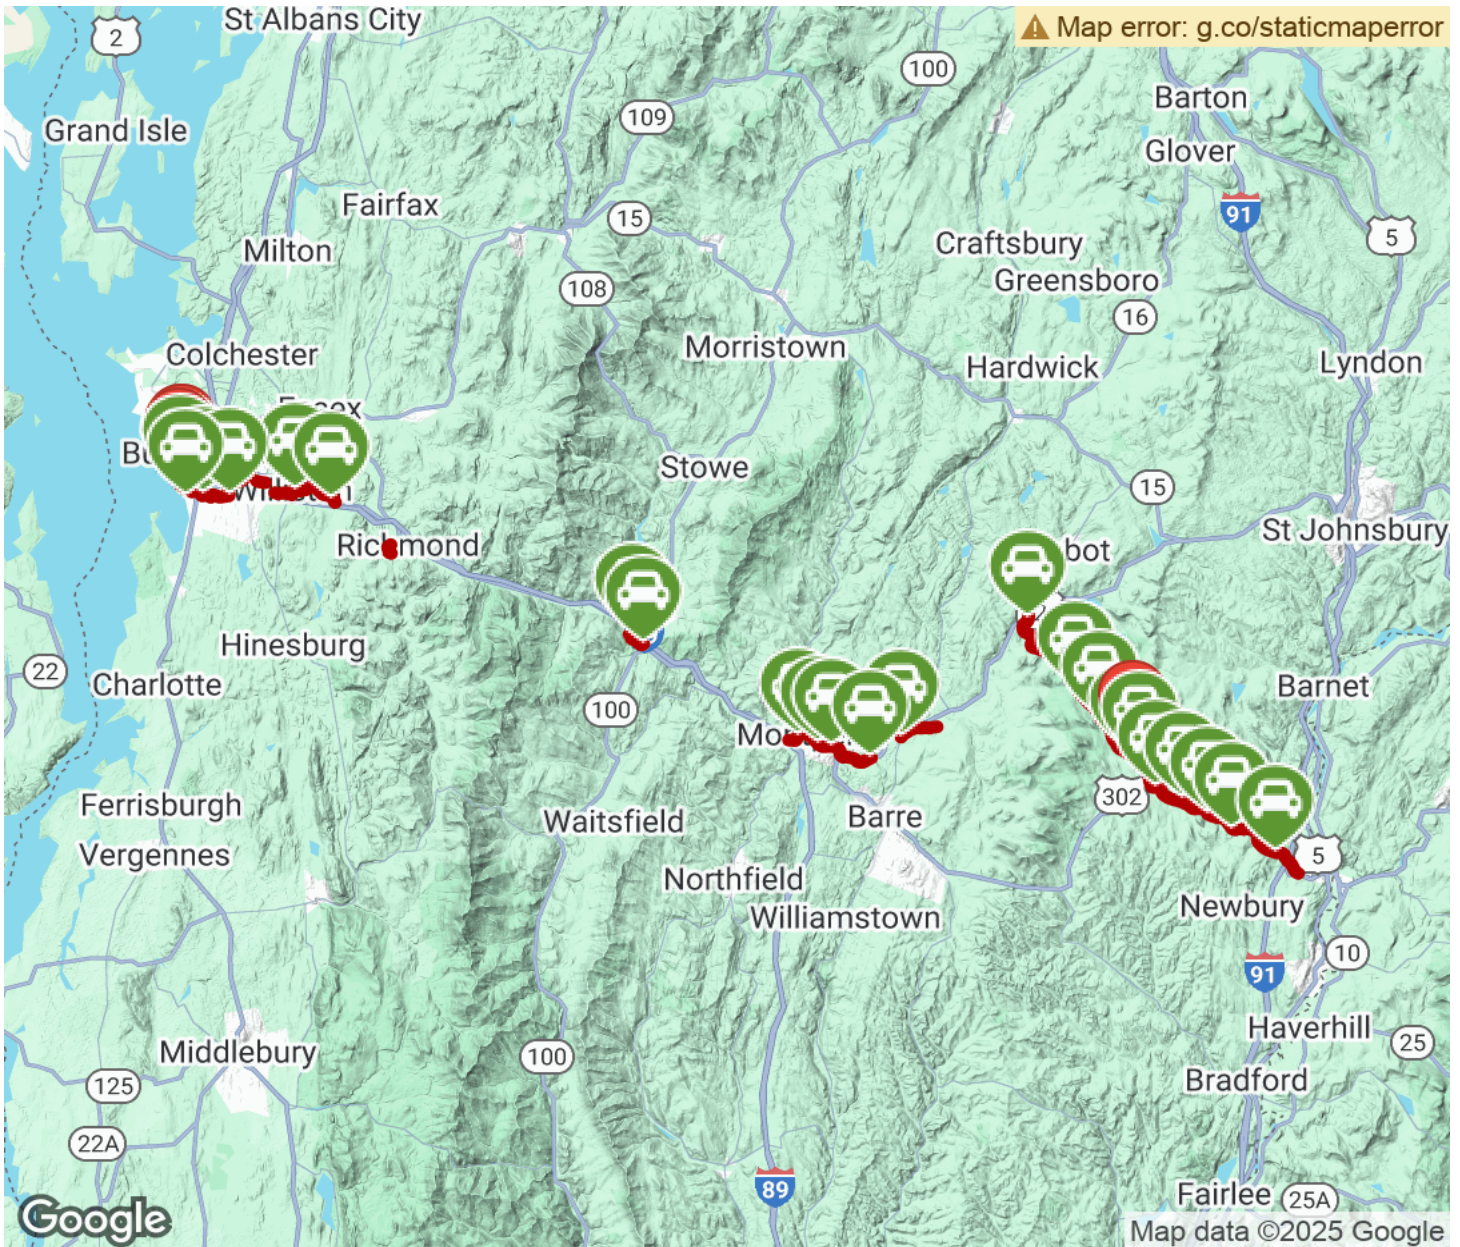 St Albans City
Map error: g.co/staticmaperror
2
100
Barton
109
Grand Isle
Glover
Fairfax
15
91
5
Craftsbury
Milton
Greensboro
108
16
Colchester
Morristown
Hardwick
Lyndon
Essex
Stowe
15
St Johnsbury
Richmond
bot
Hinesburg
22
Charlotte
Barnet
100
Mo
302
Ferrisburgh
Waitsfield
Barre
Vergennes
5
Northfield
Newbury
Williamstown
10
91
Haverhill
Middlebury
100
25
Bradford
125
22A
89
Fairlee
25A
Google
Map data ©2025 Google